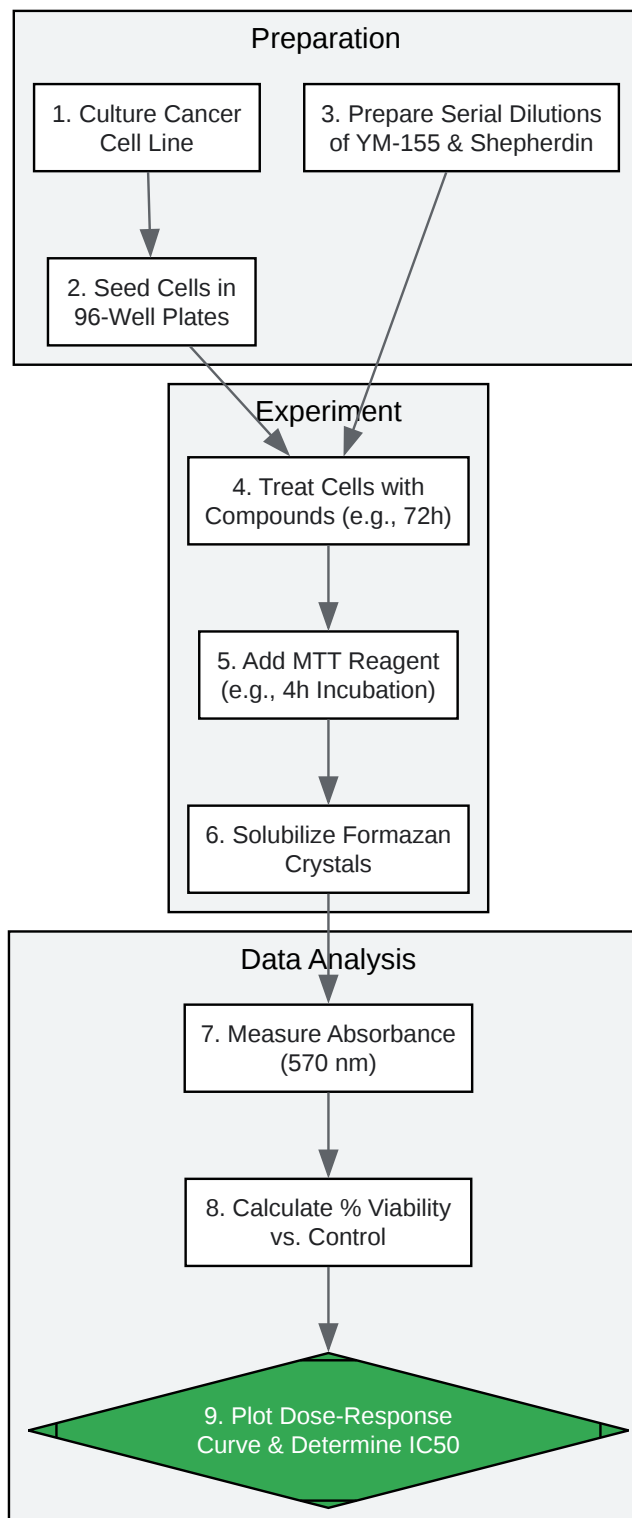 Preparation
1. Culture Cancer
Cell Line
3. Prepare Serial Dilutions
of YM-155 & Shepherdin
2. Seed Cells in
96-Well Plates
Experiment
4. Treat Cells with
Compounds (e.g., 72h)
5. Add MTT Reagent
(e.g., 4h Incubation)
6. Solubilize Formazan
Crystals
Data Analysis
7. Measure Absorbance
(570 nm)
8. Calculate % Viability
vs. Control
9. Plot Dose-Response
Curve & Determine IC50